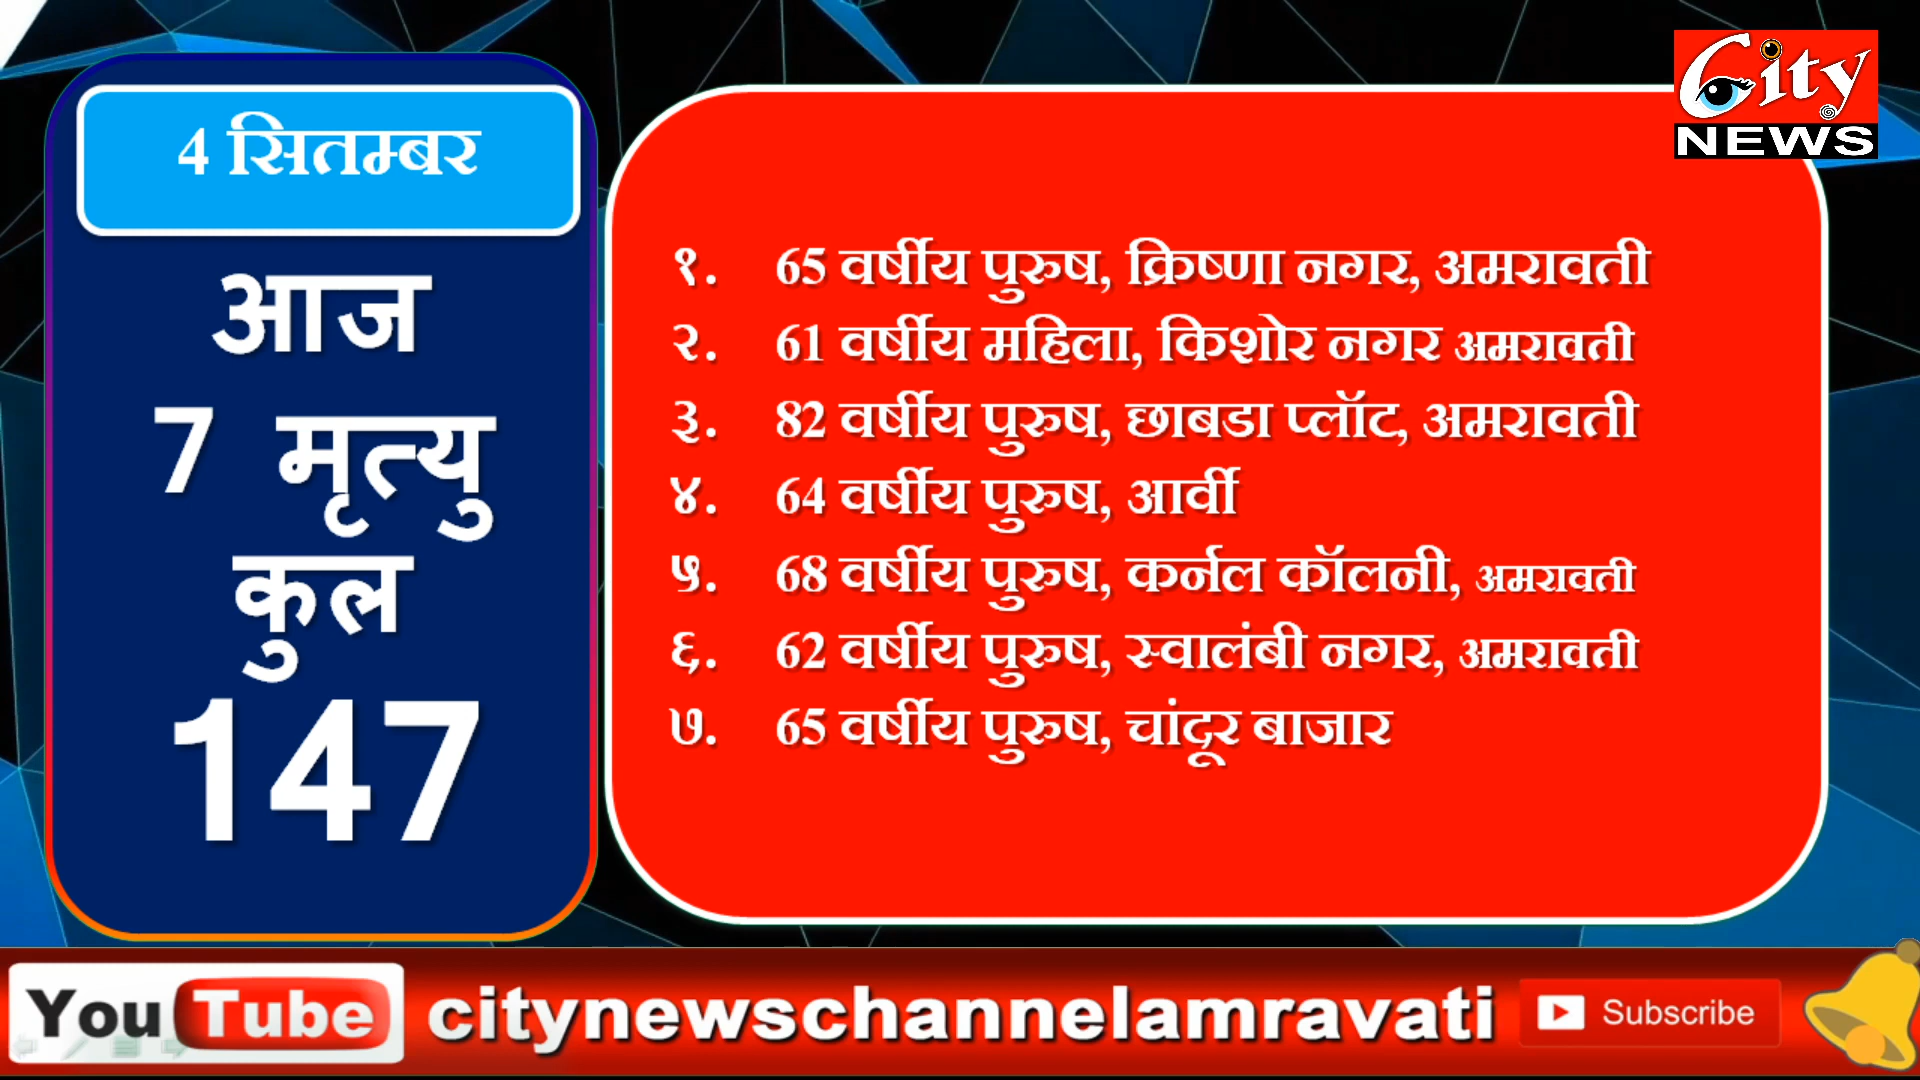 4 सितम्बर
आज
7 मृत्यु
कुल
147
City
NEWS
१. 65 वर्षीय पुरुष, क्रिष्णा नगर, अमरावती
२. 61 वर्षीय महिला, किशोर नगर अमरावती
३. 82 वर्षीय पुरुष, छाबडा प्लॉट, अमरावती
४. 64 वर्षीय पुरुष, आर्वी
५. 68 वर्षीय पुरुष, कर्नल कॉलनी, अमरावती
६. 62 वर्षीय पुरुष, स्वालंबी नगर, अमरावती
७. 65 वर्षीय पुरुष, चांदूर बाजार
YouTube citynewschannelamravati Subscribe